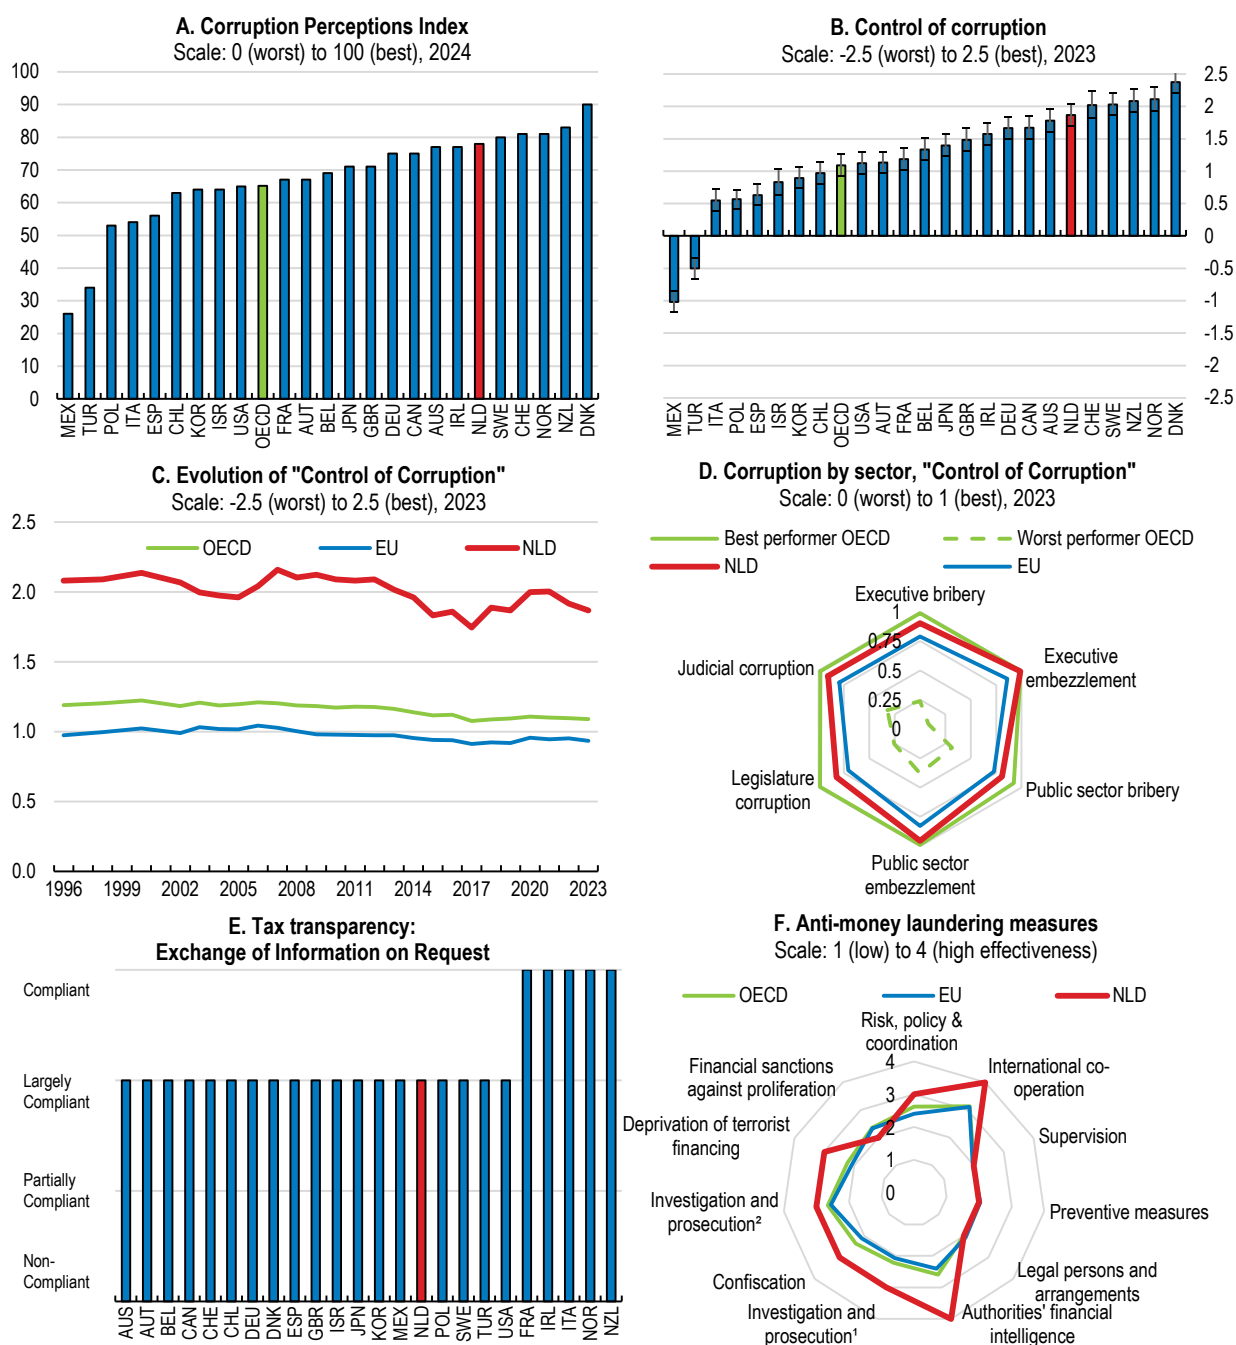 A. Corruption Perceptions Index
Scale: 0 (worst) to 100 (best), 2024
100
90
80
70
60
50
40
30
20
10
0
MEX
TUR
POL
ITA
ESP
CHL
KOR
ISR
USA
OECD
FRA
AUT
BEL
JPN
GBR
DEU
CAN
AUS
IRL
NLD
SWE
CHE
NOR
NZL
DNK
B. Control of corruption
Scale: -2.5 (worst) to 2.5 (best), 2023
2.5
2
1.5
1
0.5
0
-0.5
-1
-1.5
-2
-2.5
MEX
TUR
ITA
POL
ESP
ISR
KOR
CHL
OECD
USA
AUT
FRA
BEL
JPN
GBR
IRL
DEU
CAN
AUS
NLD
CHE
SWE
NZL
NOR
DNK
C. Evolution of "Control of Corruption"
Scale: -2.5 (worst) to 2.5 (best), 2023
OECD
EU
NLD
2.5
2.0
1.5
1.0
0.5
0.0
1996
1999
2002
2005
2008
2011
2014
2017
2020
2023
D. Corruption by sector, "Control of Corruption"
Scale: 0 (worst) to 1 (best), 2023
Best performer OECD
Worst performer OECD
NLD
EU
Executive bribery
1
0.75
0.5
0.25
0
Executive
embezzlement
Public sector bribery
Public sector
embezzlement
Legislature
corruption
Judicial corruption
E. Tax transparency:
Exchange of Information on Request
Compliant
Largely
Compliant
Partially
Compliant
Non-
Compliant
AUS
AUT
BEL
CAN
CHE
CHL
DEU
DNK
ESP
GBR
ISR
JPN
KOR
MEX
NLD
POL
SWE
TUR
USA
FRA
IRL
ITA
NOR
NZL
F. Anti-money laundering measures
Scale: 1 (low) to 4 (high effectiveness)
OECD
EU
NLD
Risk, policy &
coordination
4
3
2
1
0
International co-
operation
Supervision
Preventive measures
Legal persons and
arrangements
Authorities' financial
intelligence
Investigation and
prosecution¹
Confiscation
Investigation and
prosecution²
Deprivation of terrorist
financing
Financial sanctions
against proliferation